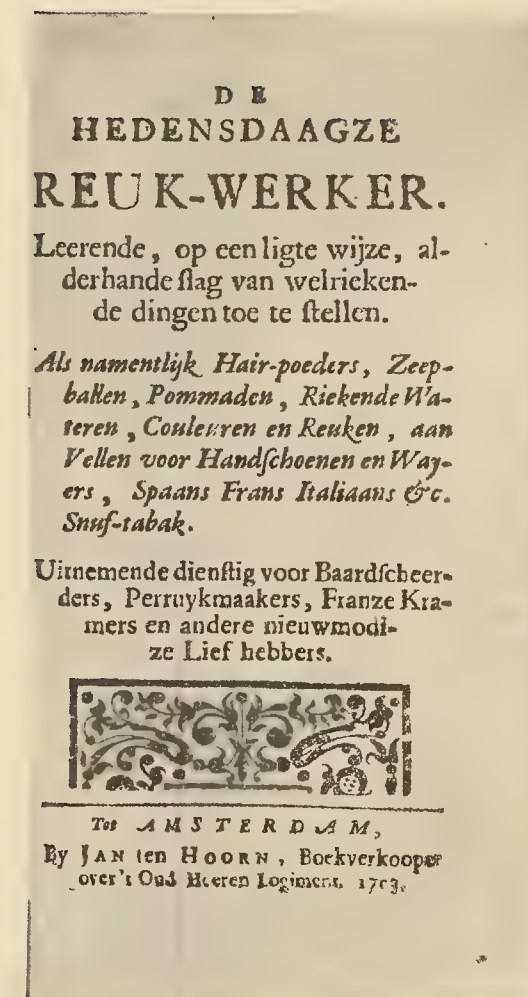 DE
HEDENSDAAGZE
REUK-WERKER.
Leerende, op een ligte wijze, al-
derhande ſlag van welrieken-
de dingen toe te ſtellen.
Als namentlijk Hair-poeders, Zeep-
ballen, Pommaden, Riekende Wa-
teren, Couleuren en Reuken, aan
Vellen voor Handſchoenen en Way-
ers, Spaans Frans Italiaans &c.
Snuf-tabak.
Uitnemende dienſtig voor Baardſcheer-
ders, Perruykmaakers, Franze Kra-
mers en andere nieuwmodi-
ze Lief hebbers.
Tot AMSTERDAM,
By JAN ten HOORN, Boekverkooper
over't Oud Heeren Logiment. 1703.